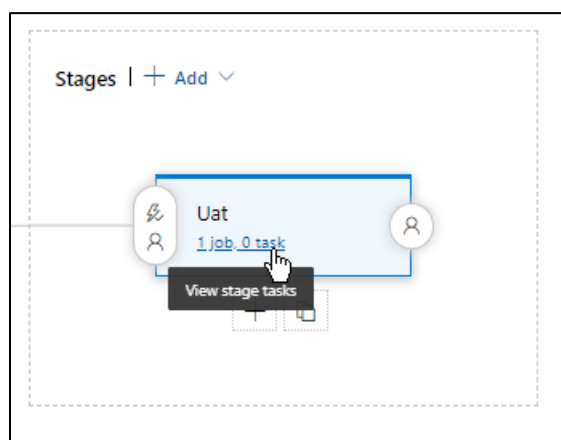 Stages | + Add
Uat
1 job, 0 task
View stage tasks